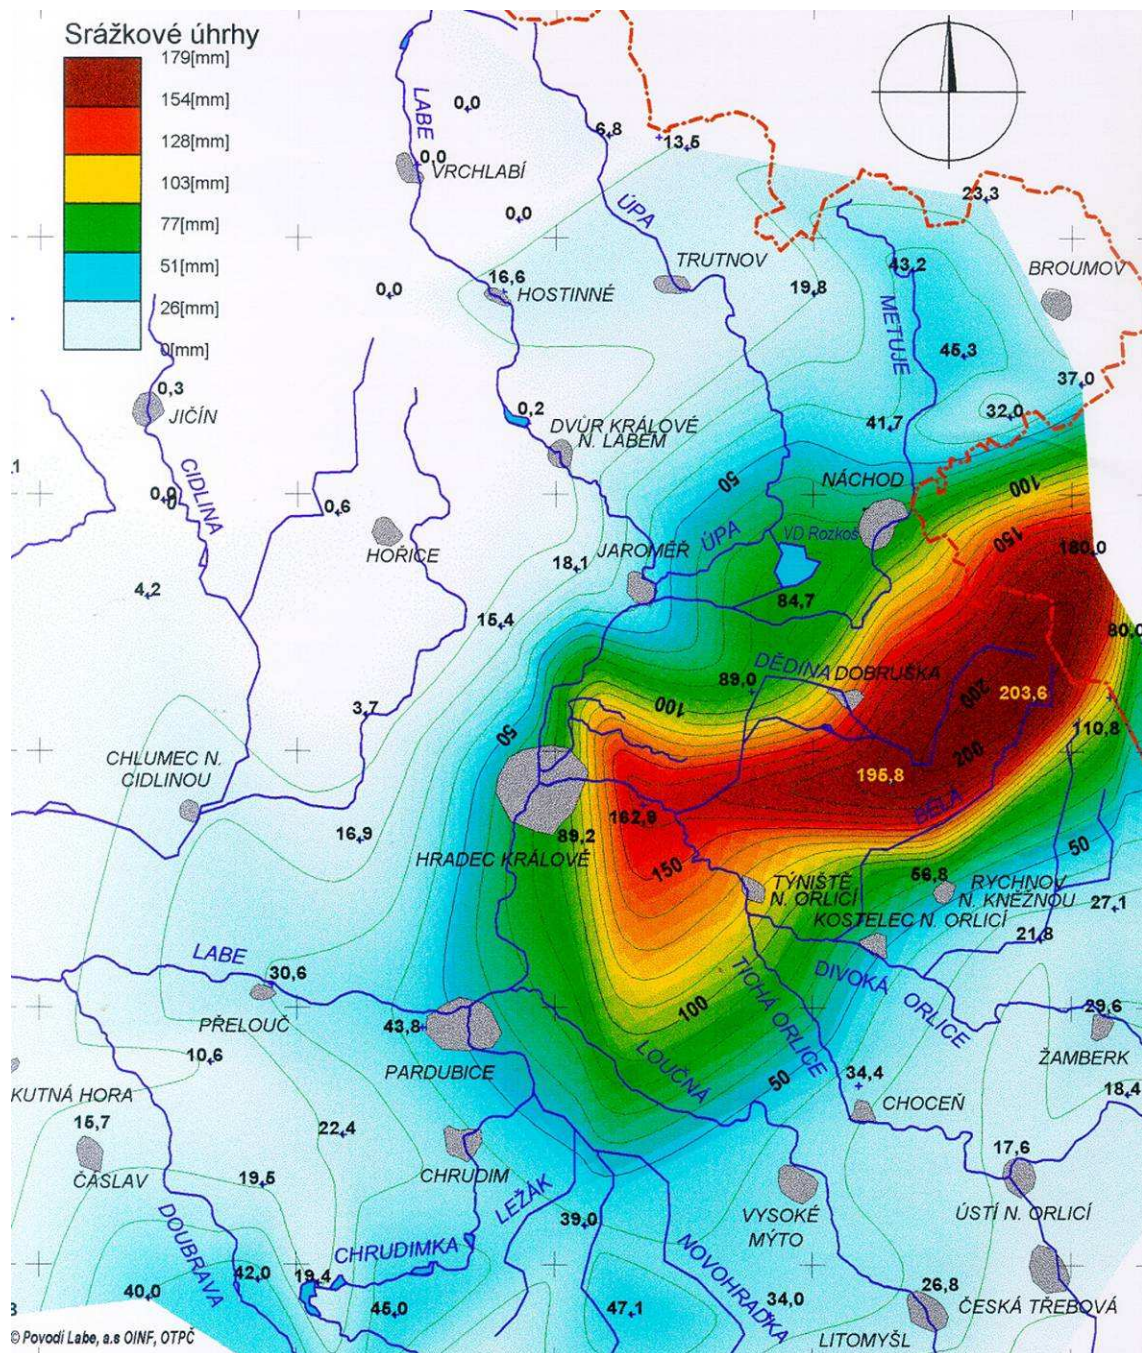 Srážkové úhrhy
179[mm]
154[mm]
128[mm]
103[mm]
77[mm]
51[mm]
26[mm]
0[mm]
LABE
0,0
6,8
13,5
0,0
VRCHLABÍ
23,3
0,0
ÚPA
TRUTNOV
43,2
BROUMOV
16,6
HOSTINNÉ
0,0
19,8
METUJE
45,3
0,3
JIČÍN
37,0
0,2
32,0
DVŮR KRÁLOVÉ
N. LABEM
41,7
CIDLINA
50
NÁCHOD
100
0,0
0,6
HOŘICE
ÚPA
VD Rozkoš
150
180,0
JAROMĚŘ
18,1
4,2
84,7
15,4
80,0
DĚDINA
DOBRUŠKA
89,0
100
200
203,6
3,7
50
110,8
CHLUMEC N.
CIDLINOU
200
195,8
BĚLÁ
162,9
16,9
89,2
HRADEC KRÁLOVÉ
150
50
56,8
TÝNIŠTĚ
N. ORLICÍ
RYCHNOV
N. KNĚŽNOU
27,1
KOSTELEC N. ORLICÍ
21,8
LABE
TICHÁ ORLICE
DIVOKÁ ORLICE
30,6
PŘELOUČ
100
29,6
43,8
ŽAMBERK
10,6
PARDUBICE
LOUČNÁ
50
34,4
KUTNÁ HORA
18,4
CHOCEŇ
15,7
22,4
17,6
ČÁSLAV
CHRUDIM
19,5
LEŽÁK
VYSOKÉ
MÝTO
ÚSTÍ N. ORLICÍ
DOUBRAVA
39,0
CHRUDIMKA
NOVOHRADKA
42,0
19,4
40,0
45,0
47,1
34,0
26,8
ČESKÁ TŘEBOVÁ
© Povodí Labe, a.s OINF, OTPČ
LITOMYŠL